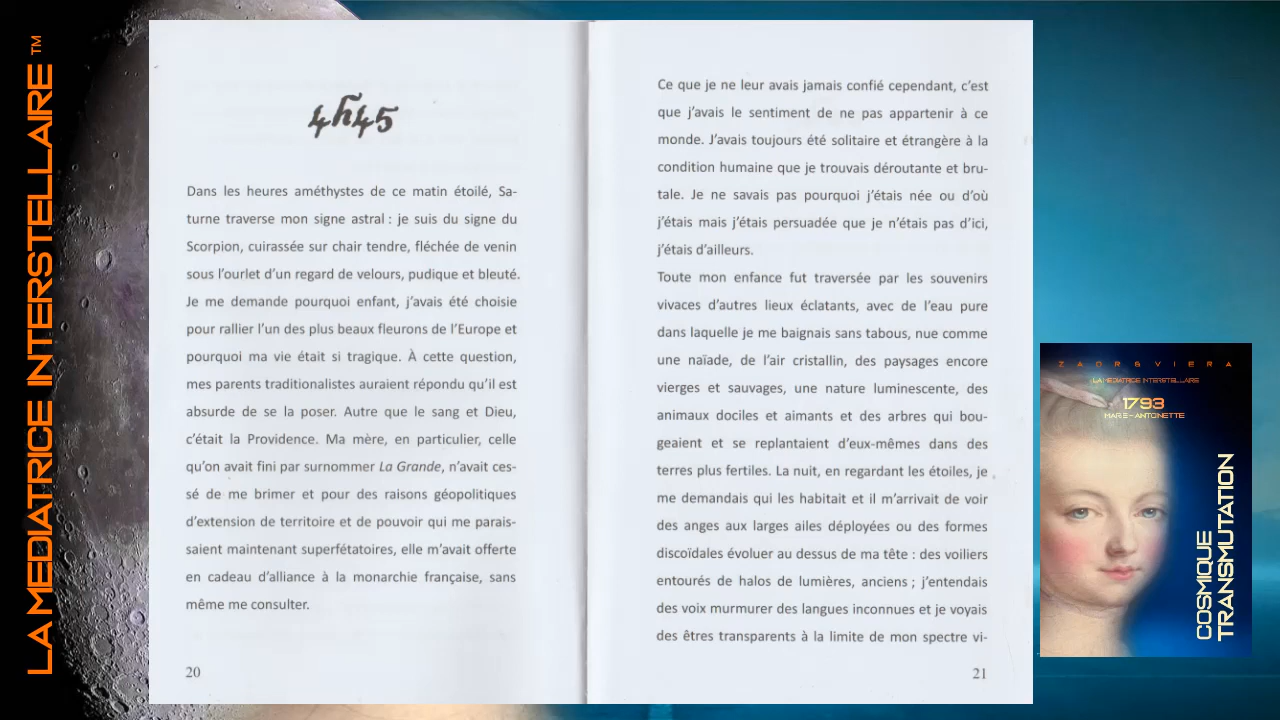 LA MEDIATRICE INTERSTELLAIRE ™
4h45
Dans les heures améthystes de ce matin étoilé, Sa-
turne traverse mon signe astral : je suis du signe du
Scorpion, cuirassée sur chair tendre, fléchée de venin
sous l'ourlet d'un regard de velours, pudique et bleuté.
Je me demande pourquoi enfant, j'avais été choisie
pour rallier l'un des plus beaux fleurons de l'Europe et
pourquoi ma vie était si tragique. À cette question,
mes parents traditionalistes auraient répondu qu'il est
absurde de se la poser. Autre que le sang et Dieu,
c'était la Providence. Ma mère, en particulier, celle
qu'on avait fini par surnommer La Grande, n'avait ces-
sé de me brimer et pour des raisons géopolitiques
d'extension de territoire et de pouvoir qui me parais-
saient maintenant superfétatoires, elle m'avait offerte
en cadeau d'alliance à la monarchie française, sans
même me consulter.
20
Ce que je ne leur avais jamais confié cependant, c'est
que j'avais le sentiment de ne pas appartenir à ce
monde. J'avais toujours été solitaire et étrangère à la
condition humaine que je trouvais déroutante et bru-
tale. Je ne savais pas pourquoi j'étais née ou d'où
j'étais mais j'étais persuadée que je n'étais pas d'ici,
j'étais d'ailleurs.
Toute mon enfance fut traversée par les souvenirs
vivaces d'autres lieux éclatants, avec de l'eau pure
dans laquelle je me baignais sans tabous, nue comme
une naïade, de l'air cristallin, des paysages encore
vierges et sauvages, une nature luminescente, des
animaux dociles et aimants et des arbres qui bou-
geaient et se replantaient d'eux-mêmes dans des
terres plus fertiles. La nuit, en regardant les étoiles, je
me demandais qui les habitait et il m'arrivait de voir
des anges aux larges ailes déployées ou des formes
discoïdales évoluer au dessus de ma tête : des voiliers
entourés de halos de lumières, anciens ; j'entendais
des voix murmurer des langues inconnues et je voyais
des êtres transparents à la limite de mon spectre vi-
21
ZAOR & VIERA
LA MEDIATRICE INTERSTELLAIRE
1793
MARIE-ANTOINETTE
COSMIQUE
TRANSMUTATION